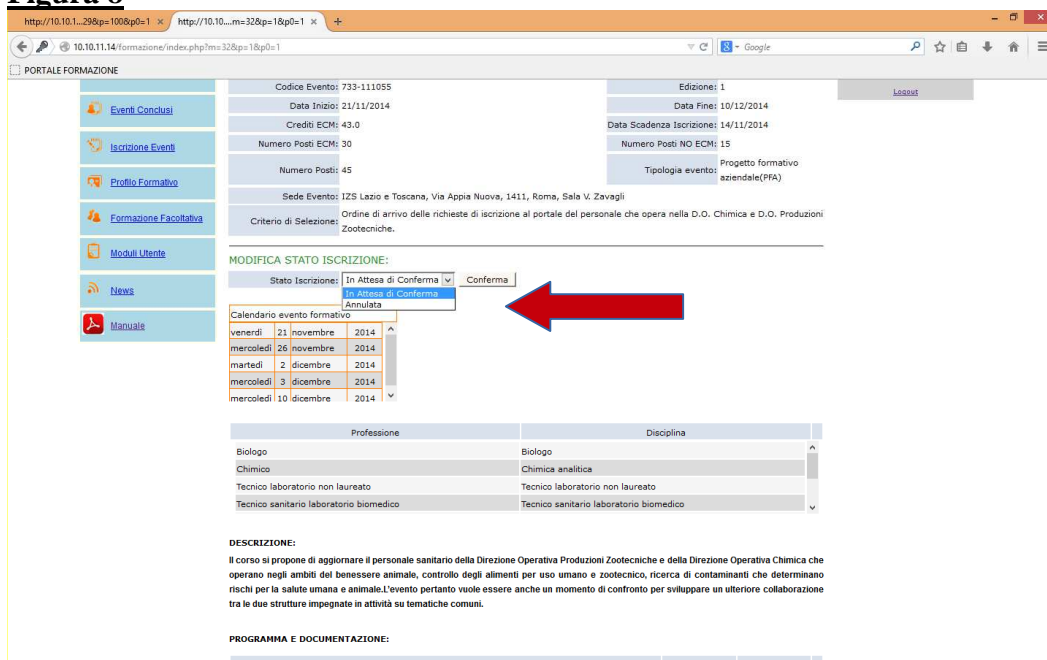 Figura 8
http://10.10.1...29&p=100&p0=1 ×
http://10.10....m=32&p=1&p0=1 ×
+
10.10.11.14/formazione/index.php?m=32&p=1&p0=1
Google
PORTALE FORMAZIONE
Eventi Conclusi
Iscrizione Eventi
Profilo Formativo
Formazione Facoltativa
Moduli Utente
News
Manuale
Logout
Codice Evento: 733-111055 Edizione: 1
Data Inizio: 21/11/2014 Data Fine: 10/12/2014
Crediti ECM: 43.0 Data Scadenza Iscrizione: 14/11/2014
Numero Posti ECM: 30 Numero Posti NO ECM: 15
Numero Posti: 45 Tipologia evento: Progetto formativo
aziendale(PFA)
Sede Evento: IZS Lazio e Toscana, Via Appia Nuova, 1411, Roma, Sala V. Zavagli
Criterio di Selezione: Ordine di arrivo delle richieste di iscrizione al portale del personale che opera nella D.O. Chimica e D.O. Produzioni
Zootecniche.
MODIFICA STATO ISCRIZIONE:
Stato Iscrizione: In Attesa di Conferma Conferma
In Attesa di Conferma
Annulata
Calendario evento formativo
venerdì 21 novembre 2014
mercoledì 26 novembre 2014
martedì 2 dicembre 2014
mercoledì 3 dicembre 2014
mercoledì 10 dicembre 2014
Professione Disciplina
Biologo Biologo
Chimico Chimica analitica
Tecnico laboratorio non laureato Tecnico laboratorio non laureato
Tecnico sanitario laboratorio biomedico Tecnico sanitario laboratorio biomedico
DESCRIZIONE:
Il corso si propone di aggiornare il personale sanitario della Direzione Operativa Produzioni Zootecniche e della Direzione Operativa Chimica che
operano negli ambiti del benessere animale, controllo degli alimenti per uso umano e zootecnico, ricerca di contaminanti che determinano
rischi per la salute umana e animale.L'evento pertanto vuole essere anche un momento di confronto per sviluppare un ulteriore collaborazione
tra le due strutture impegnate in attività su tematiche comuni.
PROGRAMMA E DOCUMENTAZIONE: